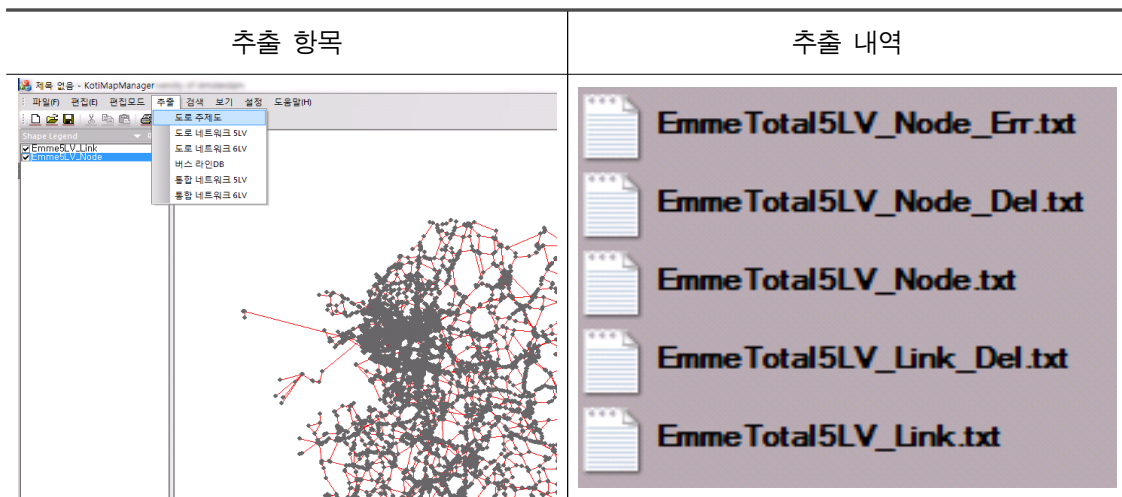 추출 항목
추출 내역
제목 없음 - KotiMapManager
파일(F) 편집(E) 편집모드 추출 검색 보기 설정 도움말(H)
Shape Legend
Emme5LV_Link
Emme5LV_Node
도로 주제도
도로 네트워크 5LV
도로 네트워크 6LV
버스 라인DB
통합 네트워크 5LV
통합 네트워크 6LV
EmmeTotal5LV_Node_Err.txt
EmmeTotal5LV_Node_Del.txt
EmmeTotal5LV_Node.txt
EmmeTotal5LV_Link_Del.txt
EmmeTotal5LV_Link.txt